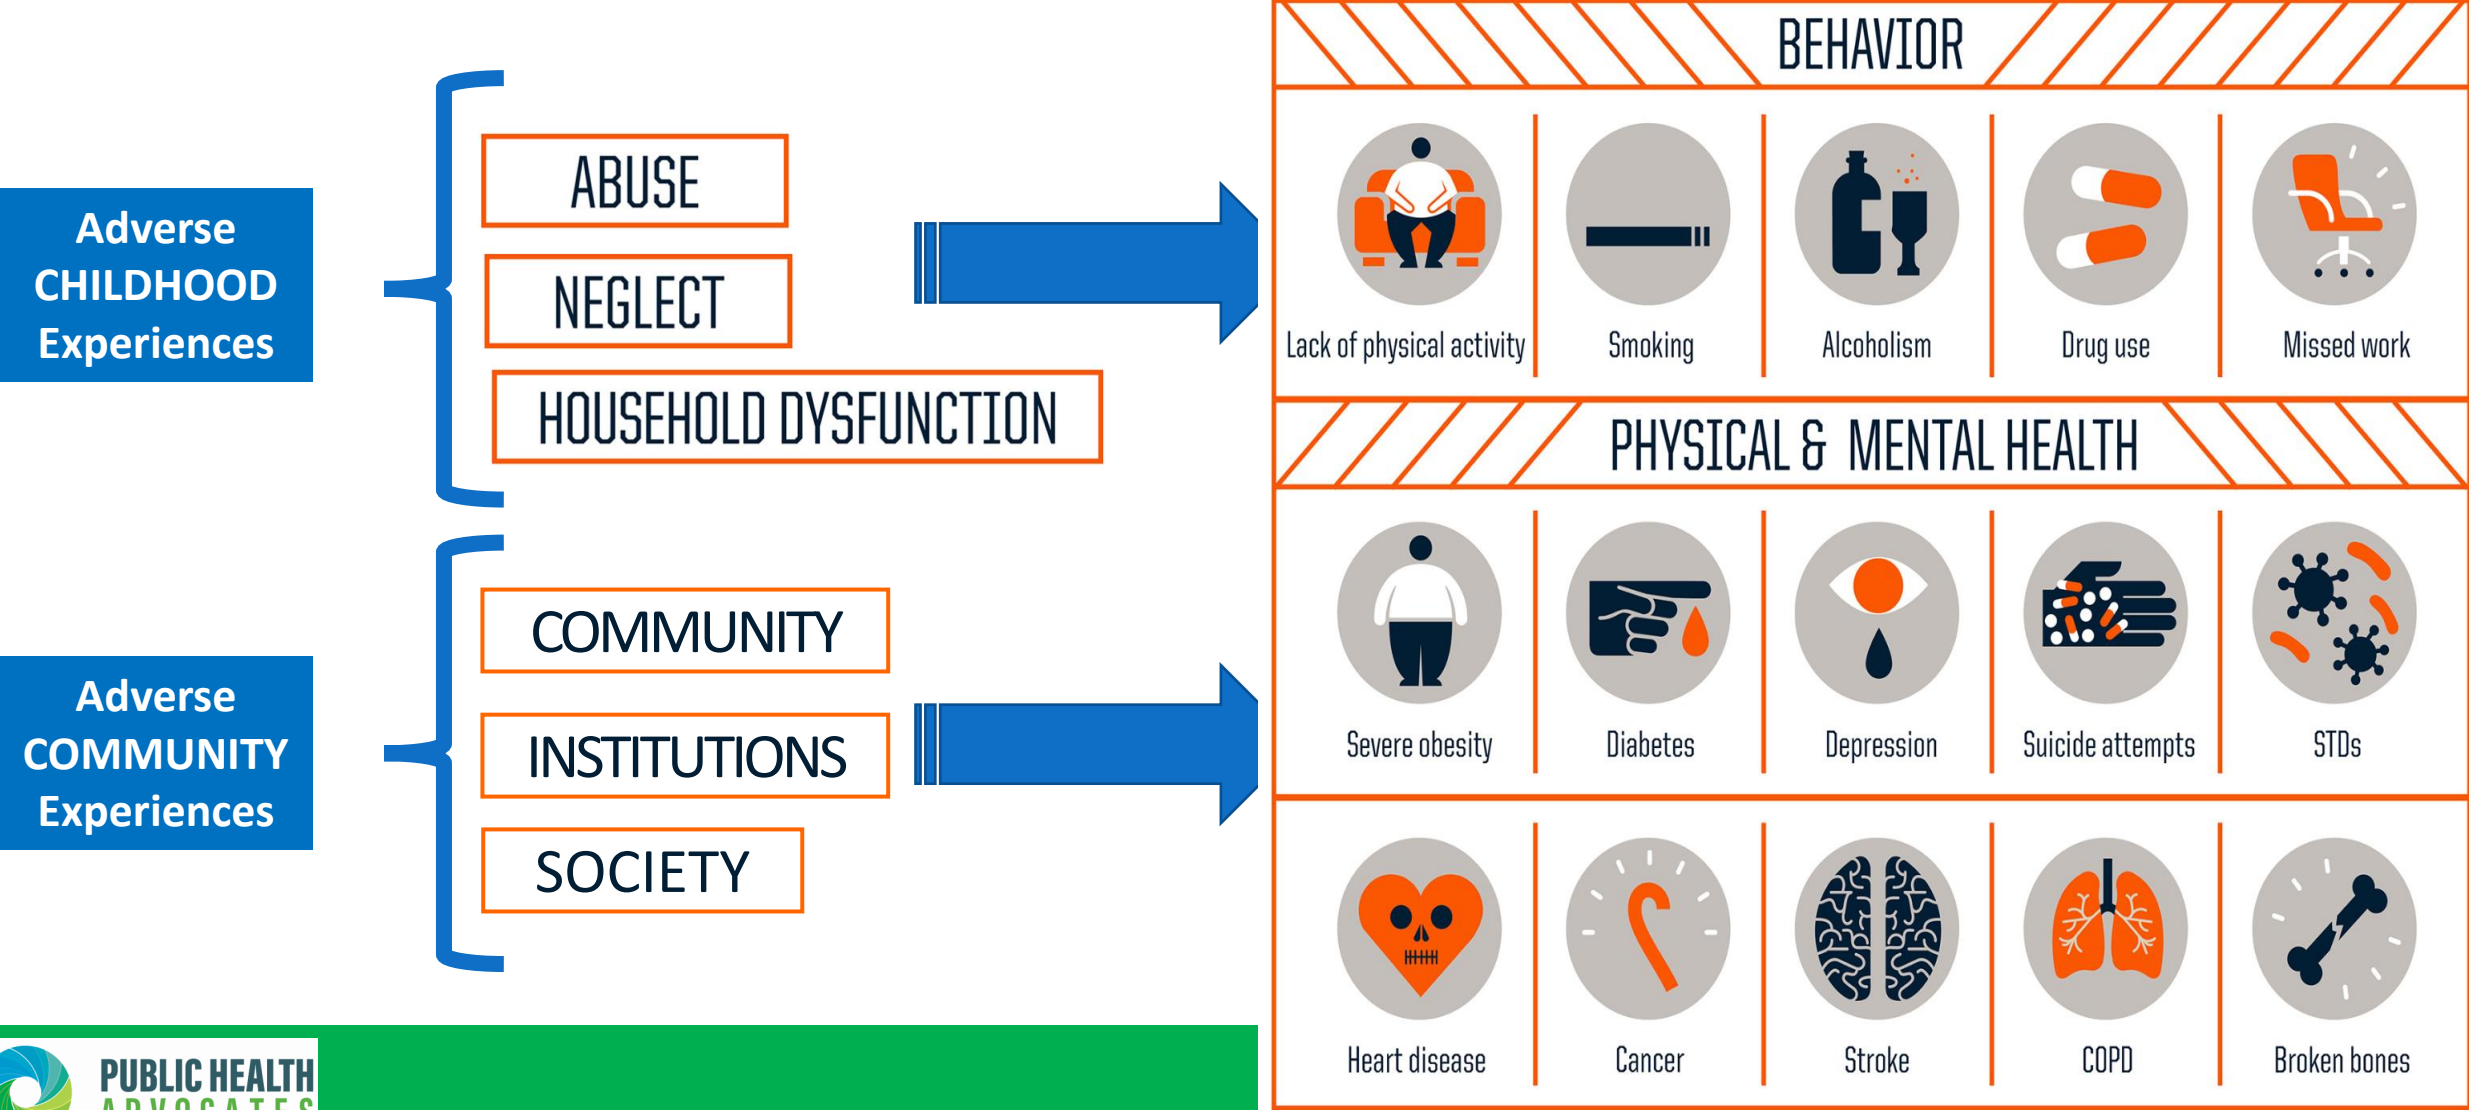 Adverse
CHILDHOOD
Experiences
ABUSE
NEGLECT
HOUSEHOLD DYSFUNCTION
Adverse
COMMUNITY
Experiences
COMMUNITY
INSTITUTIONS
SOCIETY
BEHAVIOR
Lack of physical activity
Smoking
Alcoholism
Drug use
Missed work
PHYSICAL & MENTAL HEALTH
Severe obesity
Diabetes
Depression
Suicide attempts
STDs
Heart disease
Cancer
Stroke
COPD
Broken bones
PUBLIC HEALTH
ADVOCATES